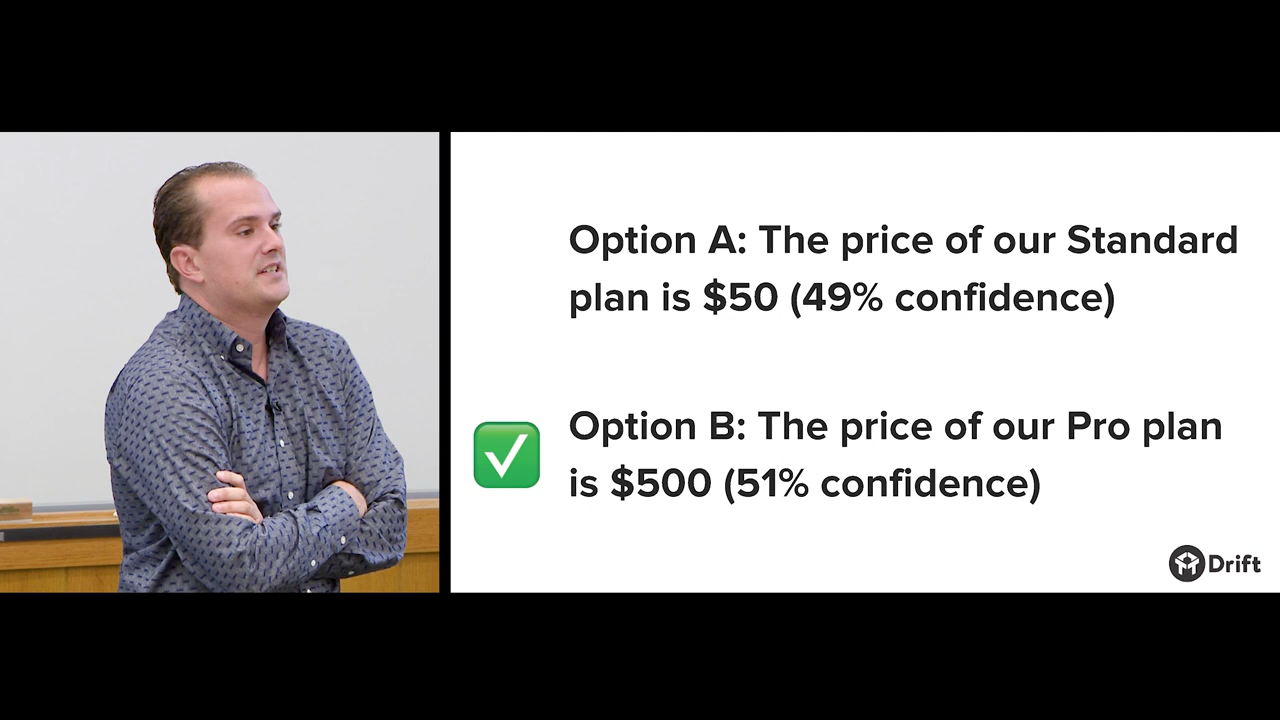 Option A: The price of our Standard
plan is $50 (49% confidence)
Option B: The price of our Pro plan
is $500 (51% confidence)
Drift